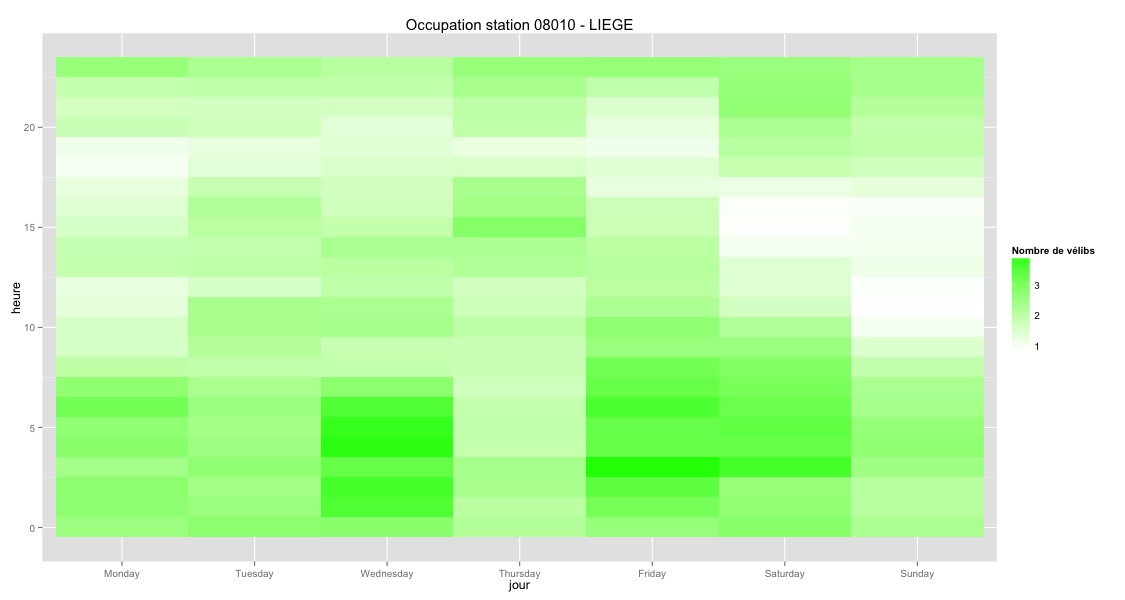 Occupation station 08010 - LIEGE
heure
20
15
10
5
0
Monday Tuesday Wednesday Thursday Friday Saturday Sunday
jour
Nombre de vélibs
3
2
1